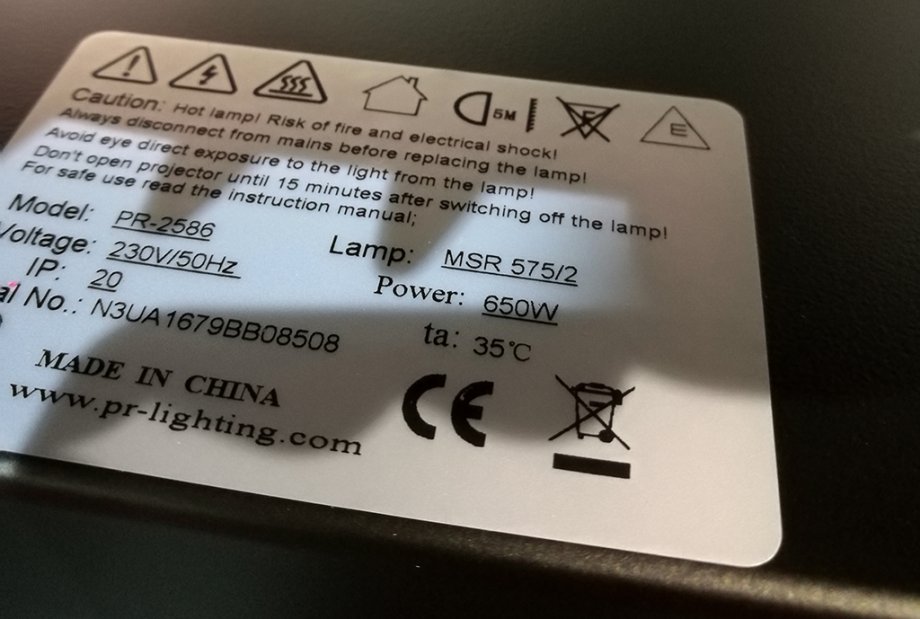 5M
F
E
Caution: Hot lamp! Risk of fire and electrical shock!
Always disconnect from mains before replacing the lamp!
Avoid eye direct exposure to the light from the lamp!
Don't open projector until 15 minutes after switching off the lamp!
For safe use read the instruction manual;
Model: PR-2586
Voltage: 230V/50Hz
Lamp: MSR 575/2
IP: 20
Power: 650W
al No.: N3UA1679BB08508
ta: 35℃
MADE IN CHINA
www.pr-lighting.com
CE